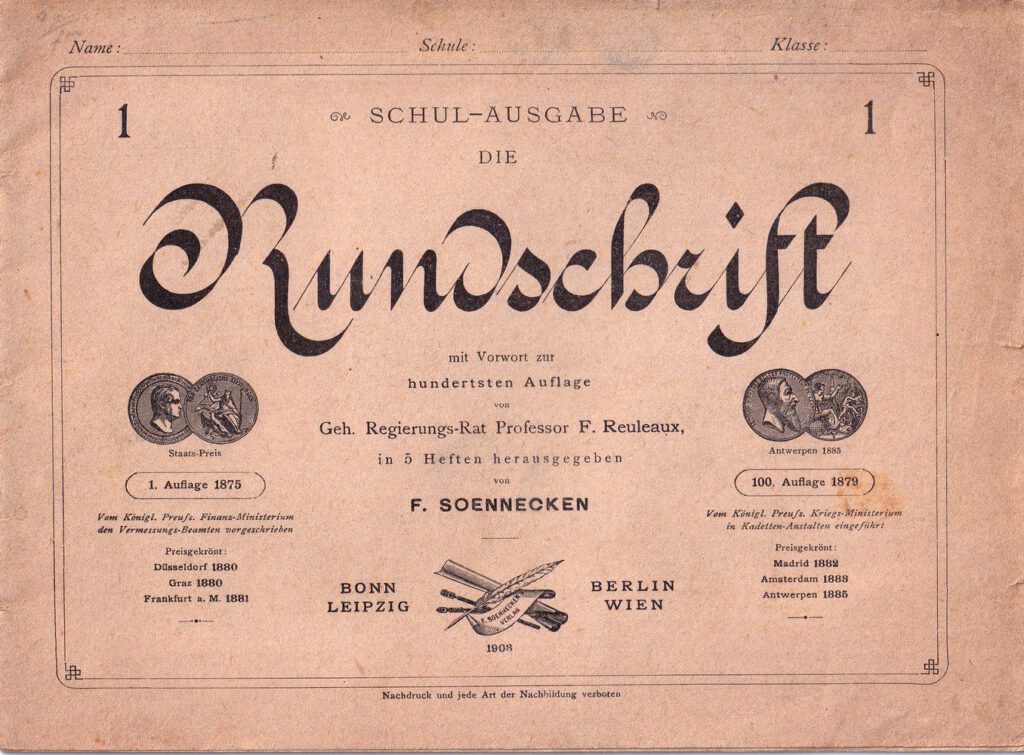 Name: Schule: Klasse:
1 SCHUL-AUSGABE 1
DIE
Rundschrift
mit Vorwort zur
hundertsten Auflage
von
Geh. Regierungs-Rat Professor F. Reuleaux,
in 5 Heften herausgegeben
von
F. SOENNECKEN
Staats-Preis
1. Auflage 1875
Vom Königl. Preufs. Finanz-Ministerium
den Vermessungs-Beamten vorgeschrieben
Preisgekrönt:
Düsseldorf 1880
Graz 1880
Frankfurt a. M. 1881
Antwerpen 1885
100. Auflage 1879
Vom Königl. Preufs. Kriegs-Ministerium
in Kadetten-Anstalten eingeführt
Preisgekrönt:
Madrid 1882
Amsterdam 1883
Antwerpen 1885
BONN
LEIPZIG
F. SOENNECKEN
VERLAG
BERLIN
WIEN
1903
Nachdruck und jede Art der Nachbildung verboten